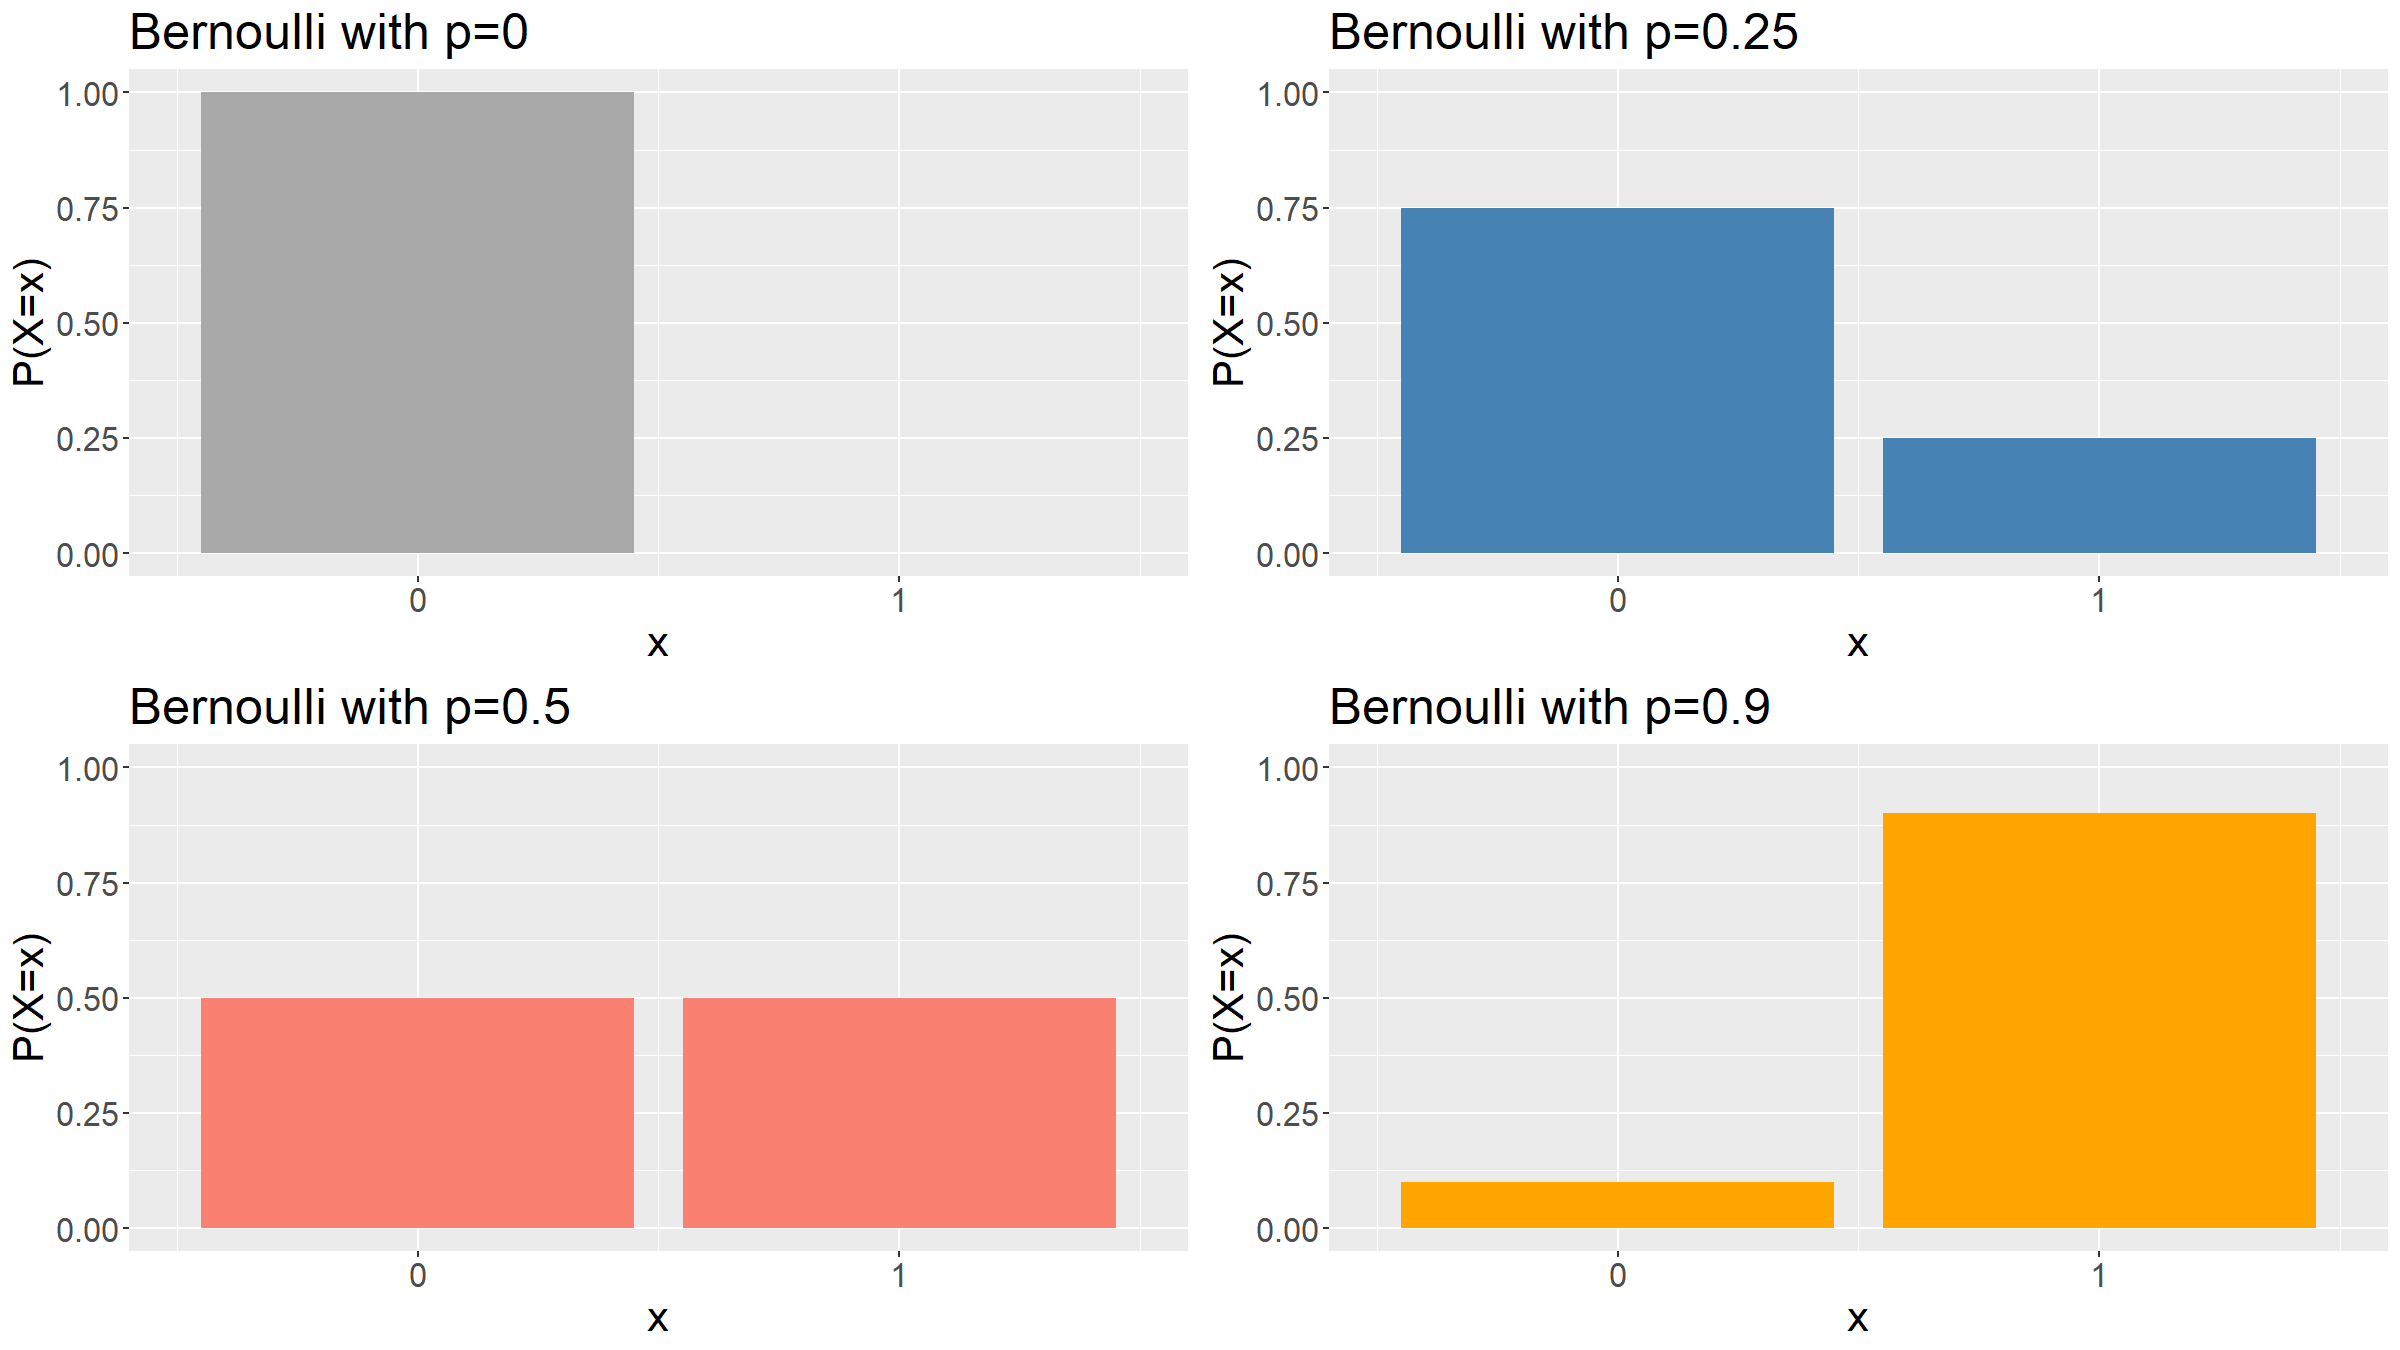 Bernoulli with p=0
1.00
0.75
0.50
0.25
0.00
P(X=x)
0 1
x
Bernoulli with p=0.25
1.00
0.75
0.50
0.25
0.00
P(X=x)
0 1
x
Bernoulli with p=0.5
1.00
0.75
0.50
0.25
0.00
P(X=x)
0 1
x
Bernoulli with p=0.9
1.00
0.75
0.50
0.25
0.00
P(X=x)
0 1
x